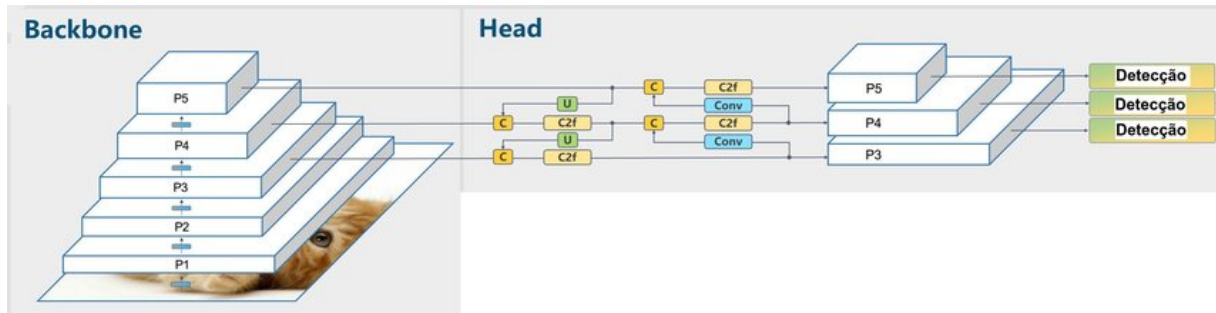 Backbone
Head
P5
P4
P3
P2
P1
C
C2f
U
Conv
C
C2f
C
C2f
U
Conv
C
C2f
P5
P4
P3
Detecção
Detecção
Detecção